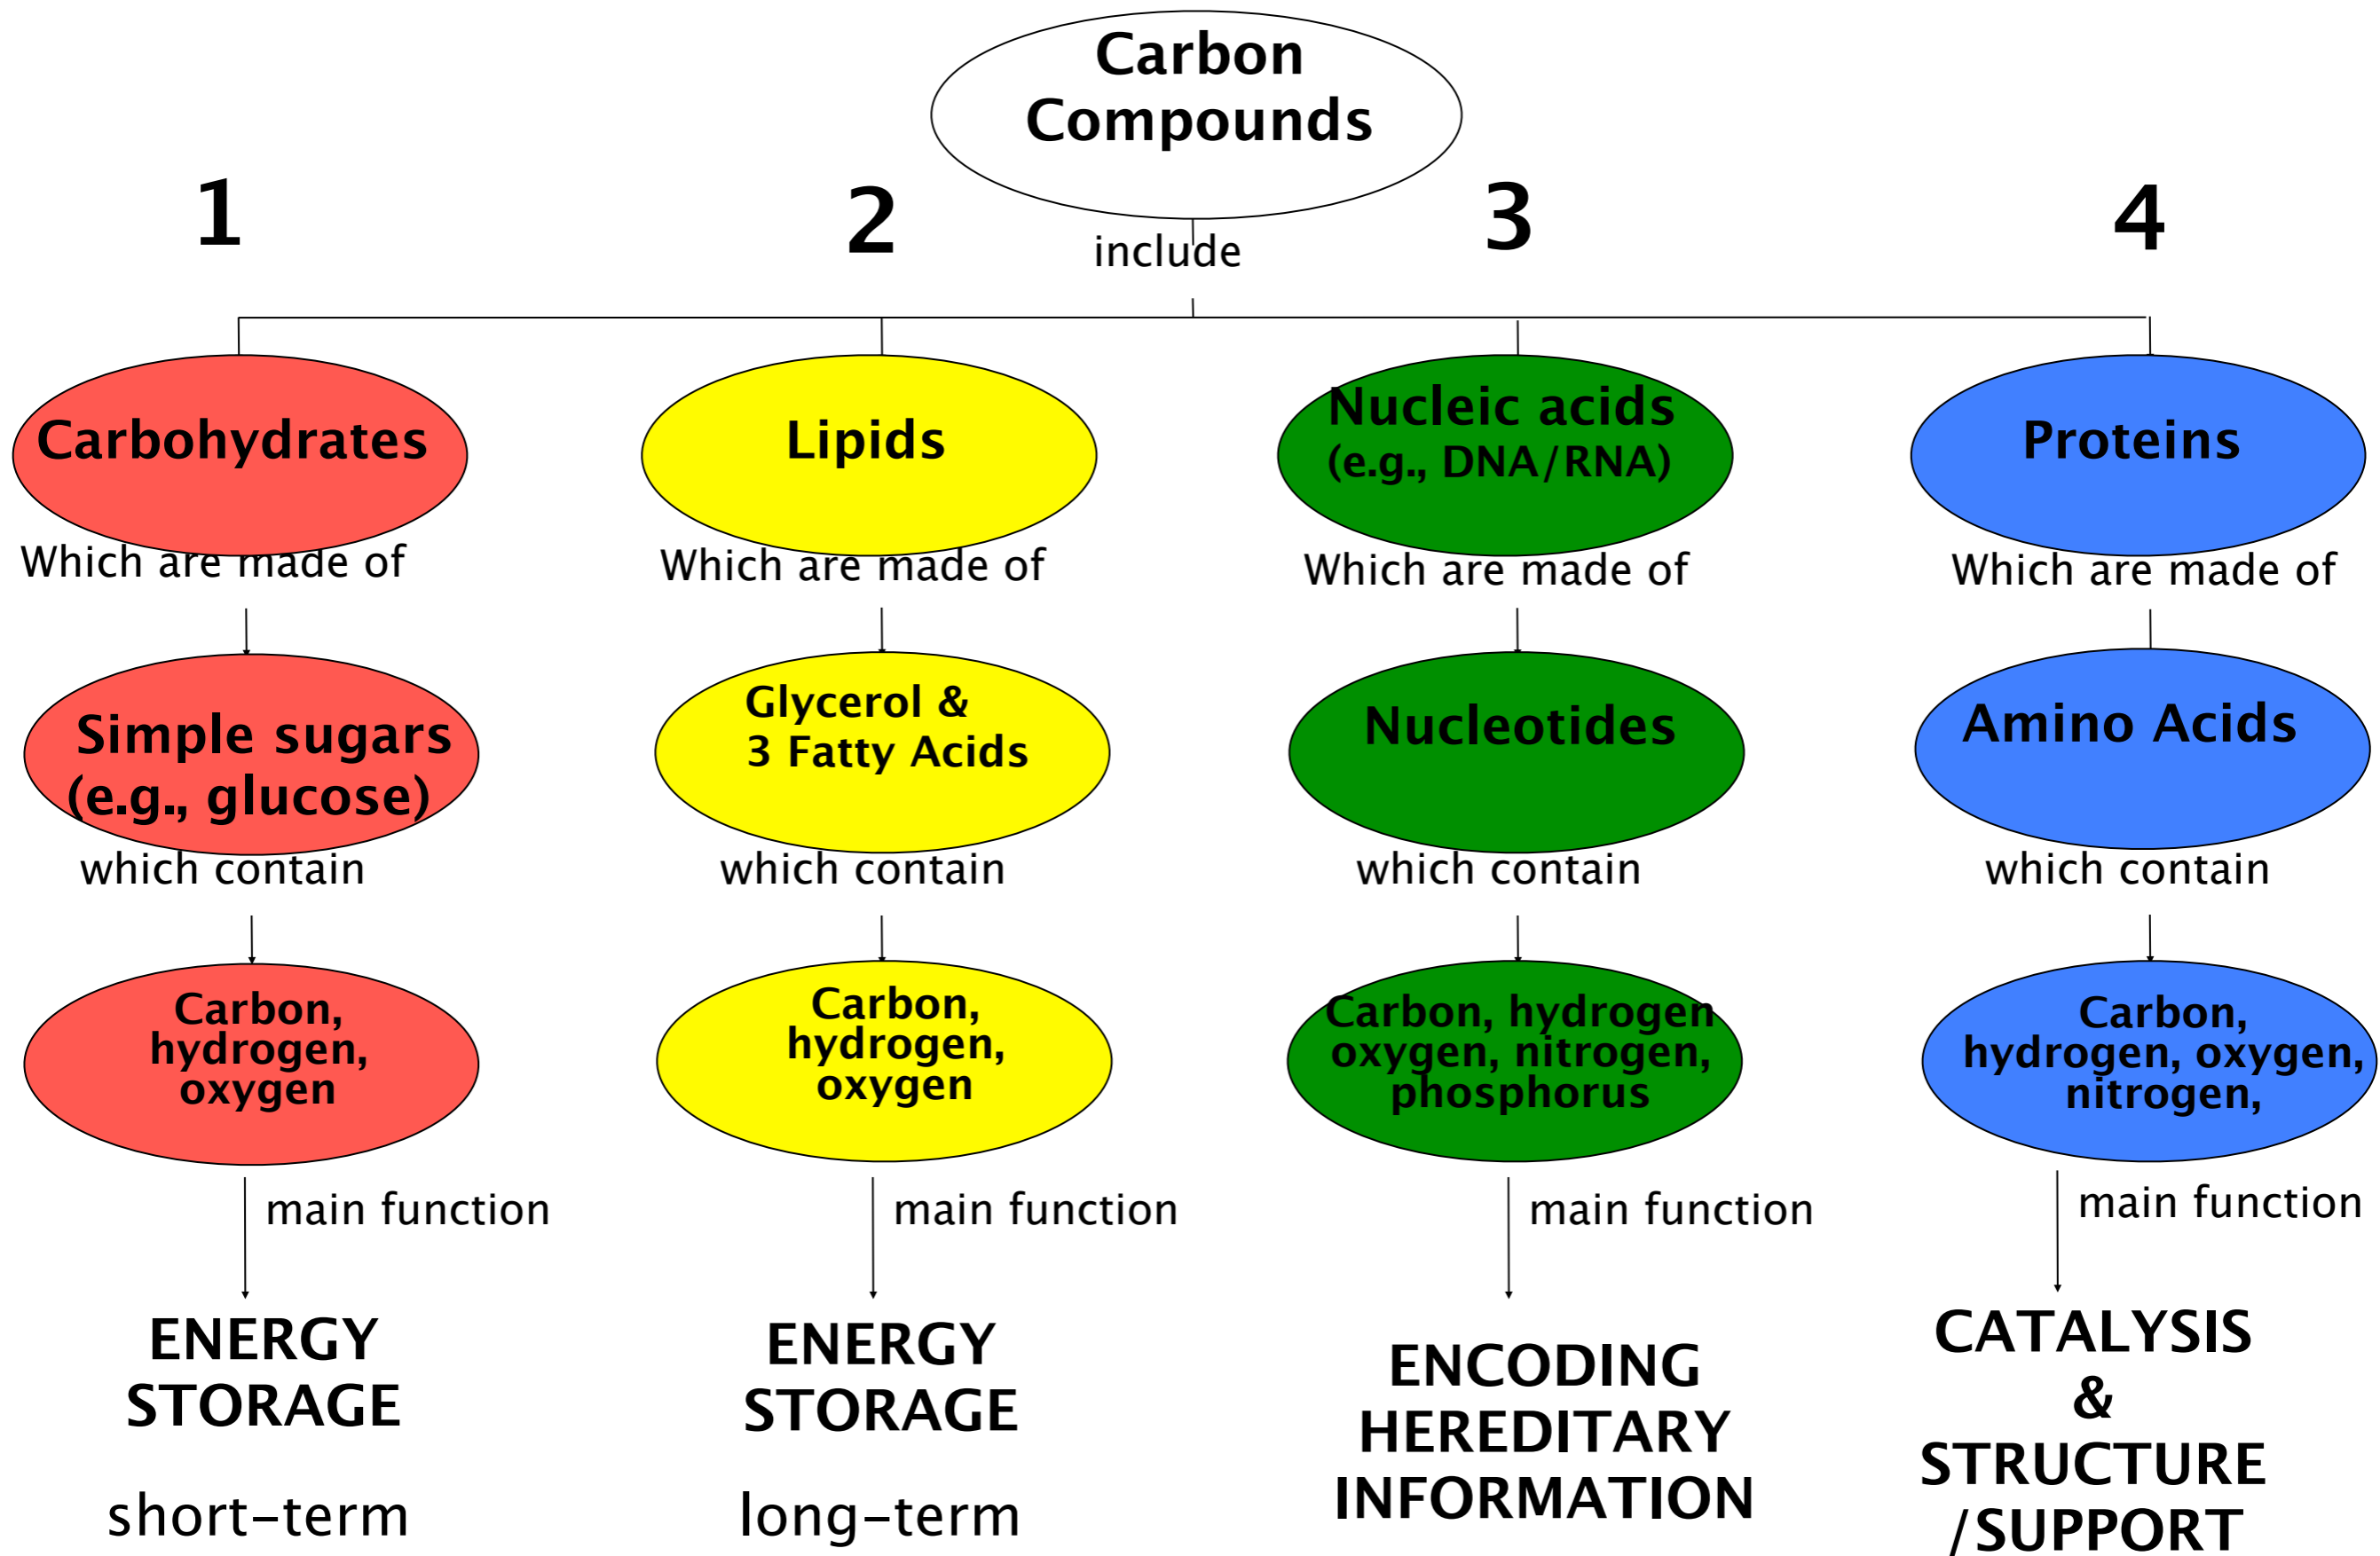 Carbon
Compounds
1
2
3
4
include
Carbohydrates
Lipids
Nucleic acids
(e.g., DNA/RNA)
Proteins
Which are made of
Which are made of
Which are made of
Which are made of
Simple sugars
(e.g., glucose)
Glycerol &
3 Fatty Acids
Nucleotides
Amino Acids
which contain
which contain
which contain
which contain
Carbon,
hydrogen,
oxygen
Carbon,
hydrogen,
oxygen
Carbon, hydrogen
oxygen, nitrogen,
phosphorus
Carbon,
hydrogen, oxygen,
nitrogen,
main function
main function
main function
main function
ENERGY
STORAGE
short-term
ENERGY
STORAGE
long-term
ENCODING
HEREDITARY
INFORMATION
CATALYSIS
&
STRUCTURE
/SUPPORT